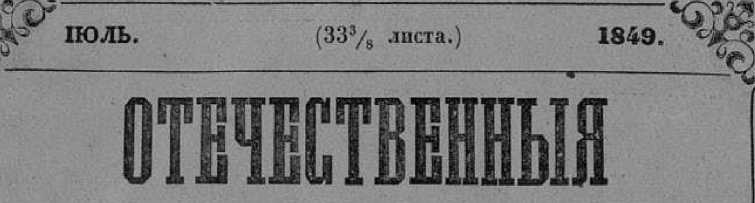 ІЮЛЬ. (33³/₈ листа.) 1849.
ОТЕЧЕСТВЕННЫЯ